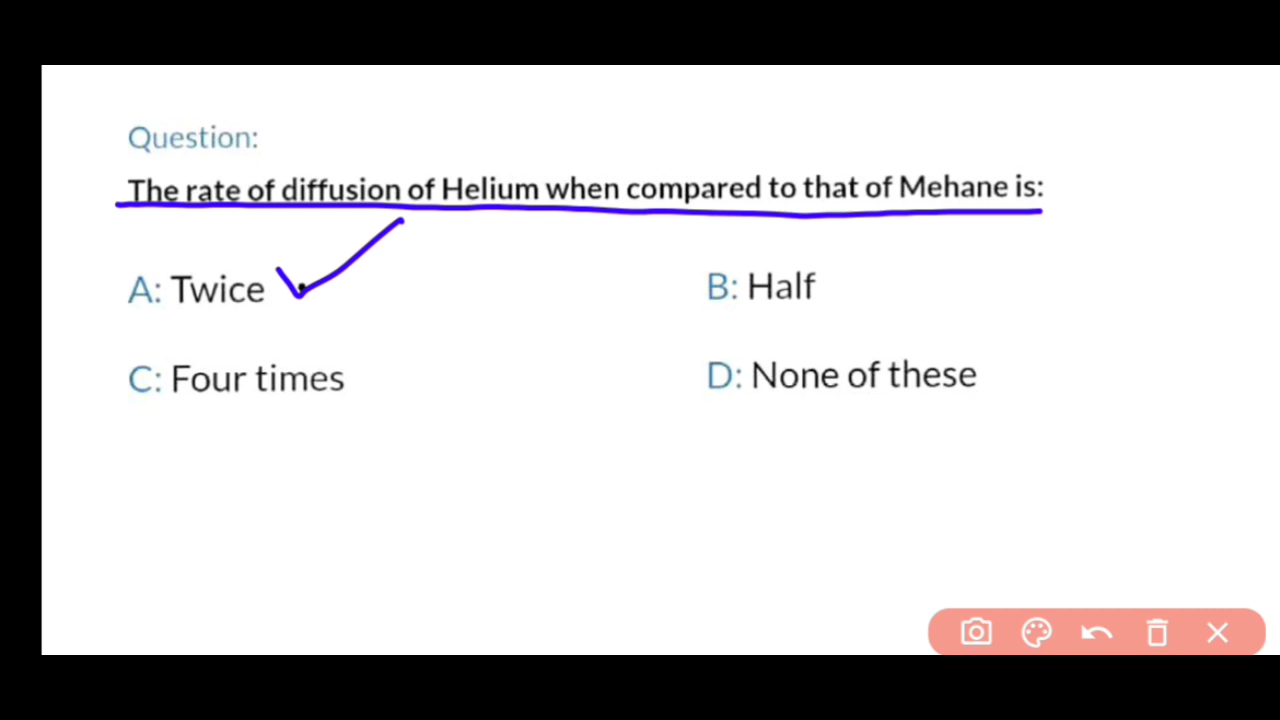 Question:
The rate of diffusion of Helium when compared to that of Mehane is:
A: Twice
B: Half
C: Four times
D: None of these